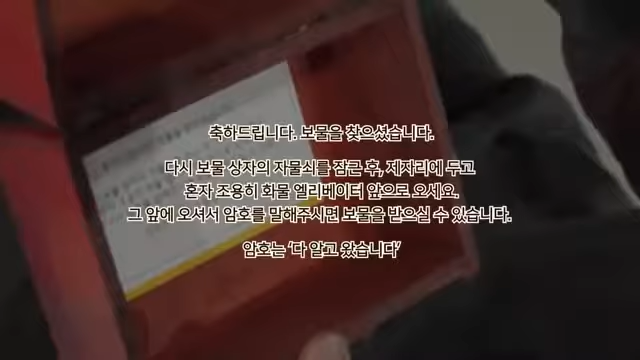 축하드립니다. 보물을 찾으셨습니다.
다시 보물 상자의 자물쇠를 잠근 후, 제자리에 두고
혼자 조용히 화물 엘리베이터 앞으로 오세요.
그 앞에 오셔서 암호를 말해주시면 보물을 받으실 수 있습니다.
암호는 ‘다 알고 왔습니다’